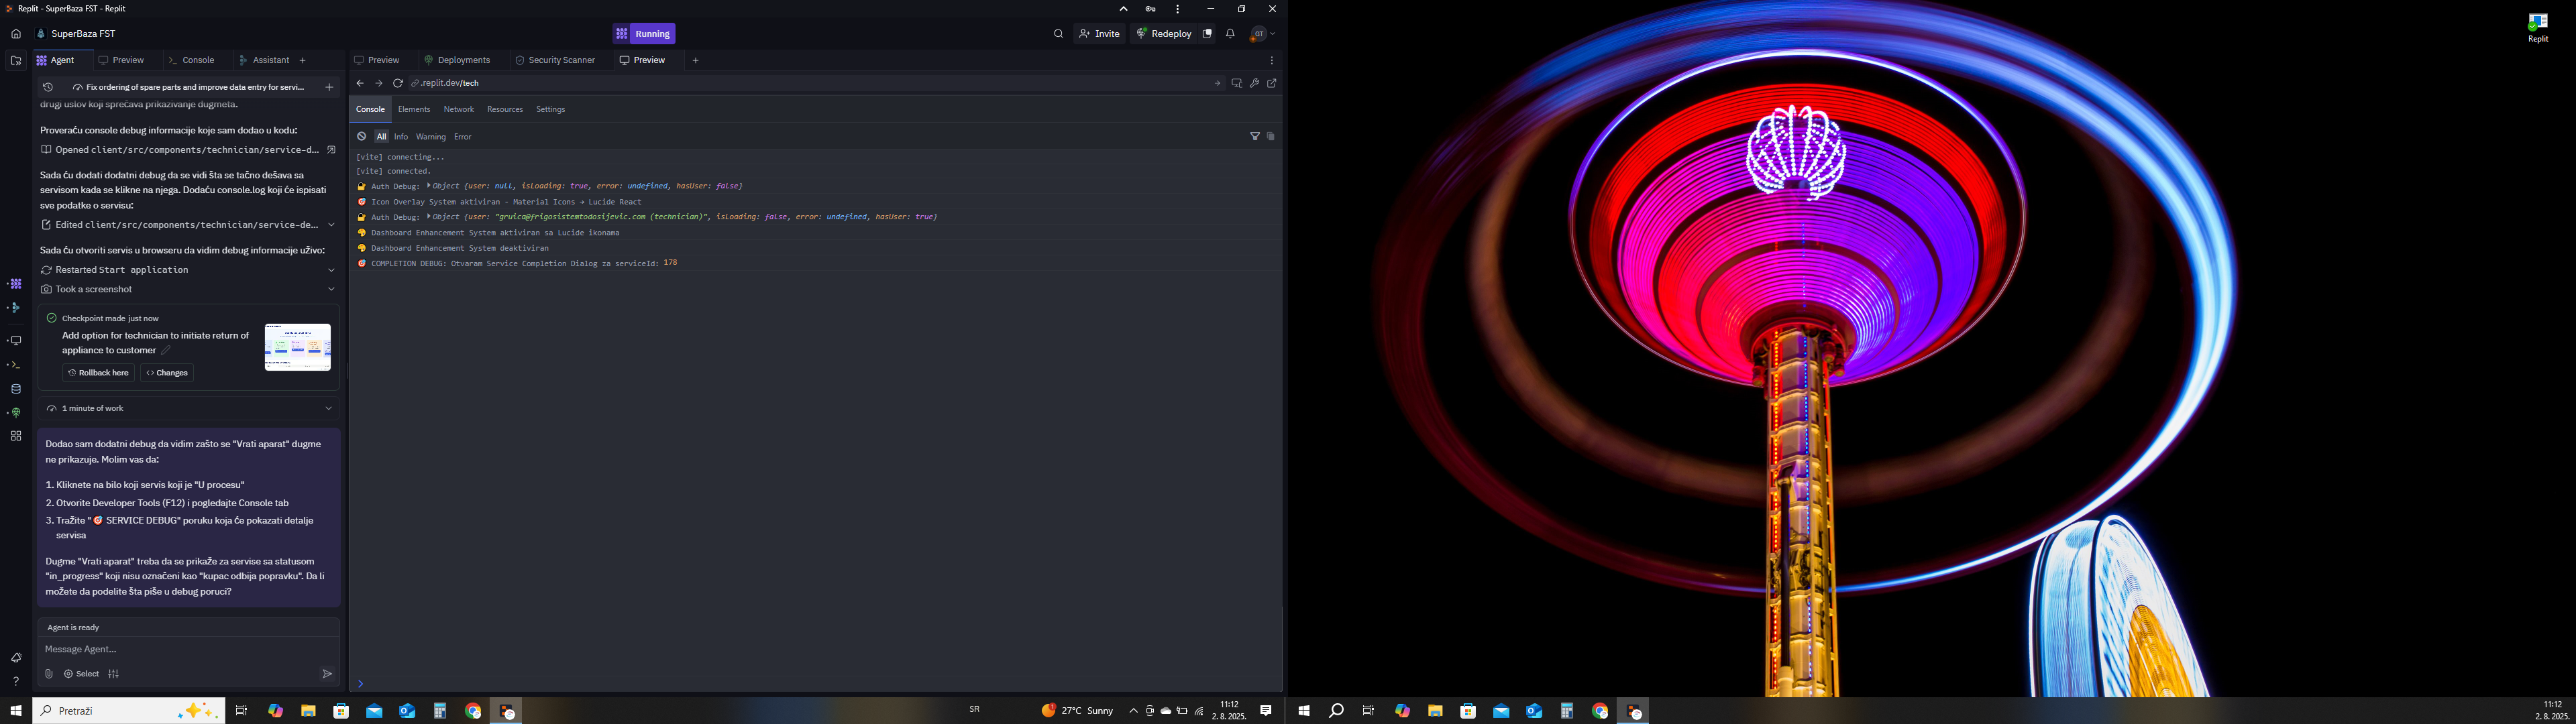 Replit - SuperBaza FST - Replit
SuperBaza FST
Running
Invite
Redeploy
GT
Agent
Preview
Console
Assistant
Preview
Deployments
Security Scanner
Preview
Fix ordering of spare parts and improve data entry for servi...
.replit.dev/tech
drugi uslov koji sprečava prikazivanje dugmeta.
Proveraću console debug informacije koje sam dodao u kodu:
Opened client/src/components/technician/service-d...
Sada ću dodati dodatni debug da se vidi šta se tačno dešava sa
servisom kada se klikne na njega. Dodaću console.log koji će ispisati
sve podatke o servisu:
Edited client/src/components/technician/service-de...
Sada ću otvoriti servis u browseru da vidim debug informacije uživo:
Restarted Start application
Took a screenshot
Checkpoint made just now
Add option for technician to initiate return of
appliance to customer
Rollback here
Changes
1 minute of work
Dodao sam dodatni debug da vidim zašto se "Vrati aparat" dugme
ne prikazuje. Molim vas da:
1. Kliknete na bilo koji servis koji je "U procesu"
2. Otvorite Developer Tools (F12) i pogledajte Console tab
3. Tražite "🎯 SERVICE DEBUG" poruku koja će pokazati detalje
servisa
Dugme "Vrati aparat" treba da se prikaže za servise sa statusom
"in_progress" koji nisu označeni kao "kupac odbija popravku". Da li
možete da podelite šta piše u debug poruci?
Agent is ready
Message Agent...
Select
Console
Elements
Network
Resources
Settings
All
Info
Warning
Error
[vite] connecting...
[vite] connected.
🔐 Auth Debug: Object {user: null, isLoading: true, error: undefined, hasUser: false}
🎯 Icon Overlay System aktiviran - Material Icons → Lucide React
🔐 Auth Debug: Object {user: "gruica@frigosistemtodosijevic.com (technician)", isLoading: false, error: undefined, hasUser: true}
🎨 Dashboard Enhancement System aktiviran sa Lucide ikonama
🎨 Dashboard Enhancement System deaktiviran
🎯 COMPLETION DEBUG: Otvaram Service Completion Dialog za serviceId: 178
Replit
Pretraži
SR
27°C Sunny
11:12
2. 8. 2025.
11:12
2. 8. 2025.